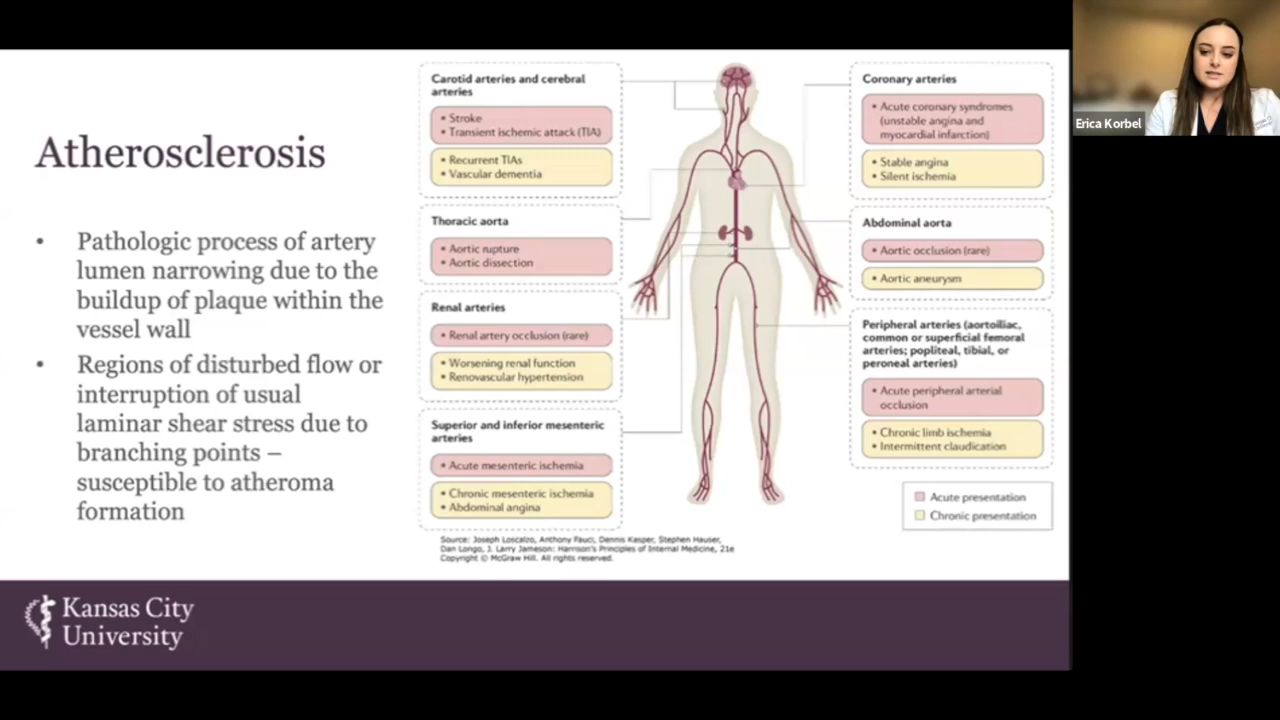 Atherosclerosis
• Pathologic process of artery
lumen narrowing due to the
buildup of plaque within the
vessel wall
• Regions of disturbed flow or
interruption of usual
laminar shear stress due to
branching points –
susceptible to atheroma
formation
Carotid arteries and cerebral
arteries
• Stroke
• Transient ischemic attack (TIA)
• Recurrent TIAs
• Vascular dementia
Thoracic aorta
• Aortic rupture
• Aortic dissection
Renal arteries
• Renal artery occlusion (rare)
• Worsening renal function
• Renovascular hypertension
Superior and inferior mesenteric
arteries
• Acute mesenteric ischemia
• Chronic mesenteric ischemia
• Abdominal angina
Coronary arteries
• Acute coronary syndromes
(unstable angina and
myocardial infarction)
• Stable angina
• Silent ischemia
Abdominal aorta
• Aortic occlusion (rare)
• Aortic aneurysm
Peripheral arteries (aortoiliac,
common or superficial femoral
arteries; popliteal, tibial, or
peroneal arteries)
• Acute peripheral arterial
occlusion
• Chronic limb ischemia
• Intermittent claudication
Acute presentation
Chronic presentation
Source: Joseph Loscalzo, Anthony Fauci, Dennis Kasper, Stephen Hauser,
Dan Longo, J. Larry Jameson: Harrison's Principles of Internal Medicine, 21e
Copyright © McGraw Hill. All rights reserved.
Kansas City
University
Erica Korbel